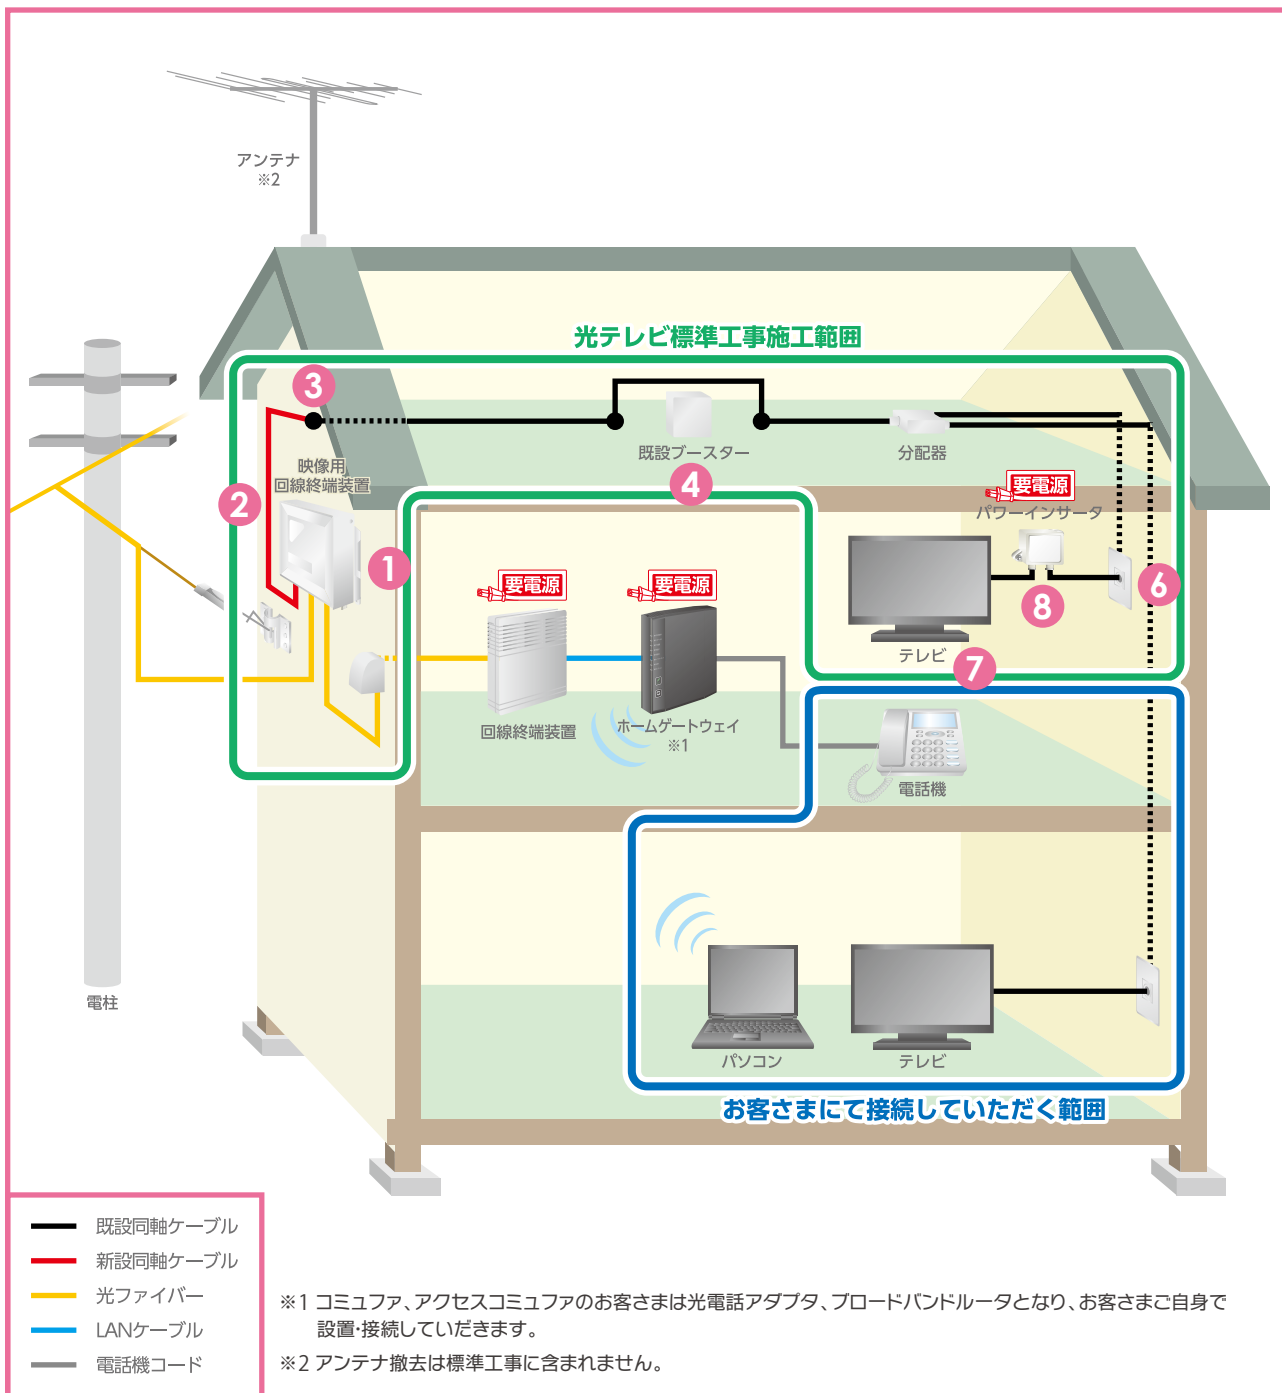 アンテナ
※2
光テレビ標準工事施工範囲
3
既設ブースター
分配器
映像用
回線終端装置
2
4
要電源
パワーインサータ
1
要電源
要電源
6
8
テレビ
7
回線終端装置
ホームゲートウェイ
※1
電話機
電柱
パソコン
テレビ
お客さまにて接続していただく範囲
既設同軸ケーブル
新設同軸ケーブル
光ファイバー
LANケーブル
電話機コード
※1 コミュファ、アクセスコミュファのお客さまは光電話アダプタ、ブロードバンドルータとなり、お客さまご自身で
設置・接続していだきます。
※2 アンテナ撤去は標準工事に含まれません。